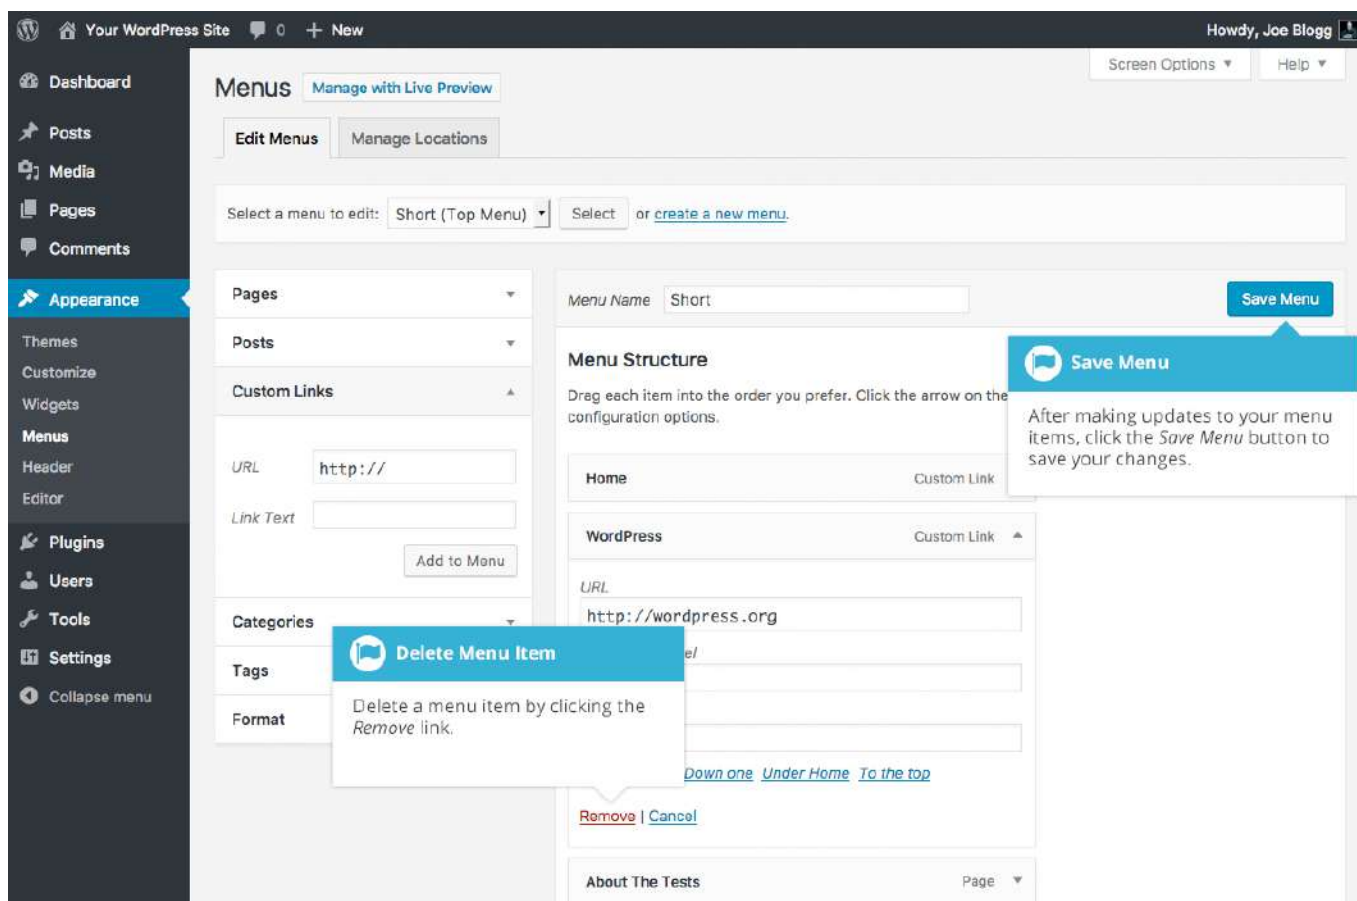 Your WordPress Site 0 + New Howdy, Joe Blogg
Screen Options Help
Dashboard
Posts
Media
Pages
Comments
Appearance
Themes
Customize
Widgets
Menus
Header
Editor
Plugins
Users
Tools
Settings
Collapse menu
Menus Manage with Live Preview
Edit Menus Manage Locations
Select a menu to edit: Short (Top Menu) Select or create a new menu.
Pages
Posts
Custom Links
URL http://
Link Text
Add to Menu
Categories
Tags
Format
Delete Menu Item
Delete a menu item by clicking the
Remove link.
Menu Name Short Save Menu
Menu Structure
Drag each item into the order you prefer. Click the arrow on the
configuration options.
Save Menu
After making updates to your menu
items, click the Save Menu button to
save your changes.
Home Custom Link
WordPress Custom Link
URL
http://wordpress.org
Down one Under Home To the top
Remove | Cancel
About The Tests Page